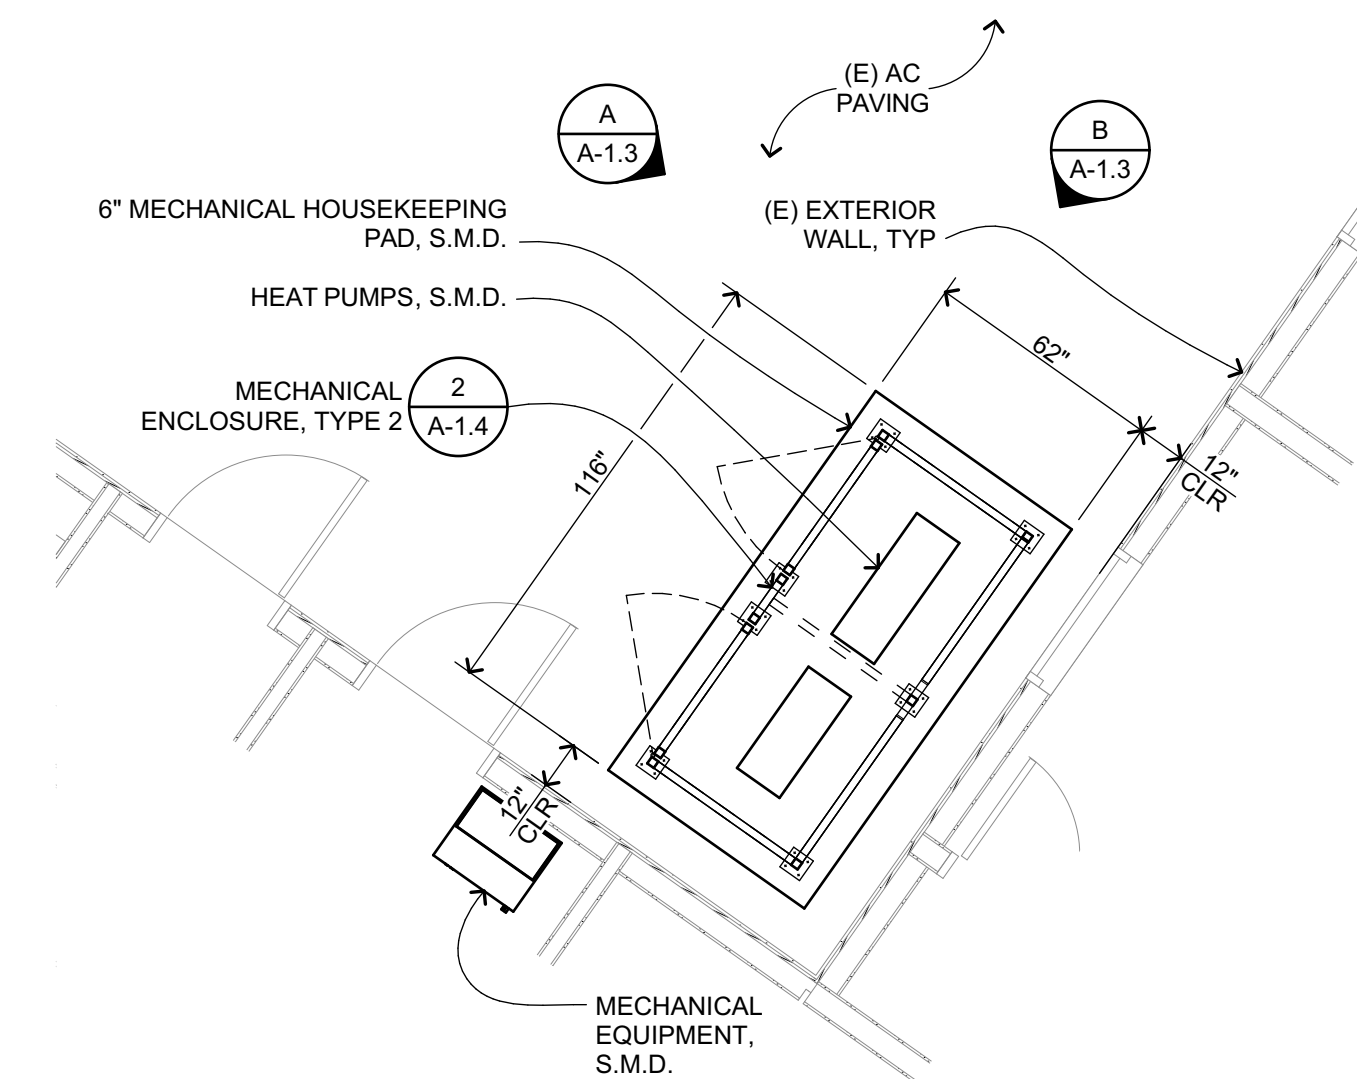 (E) AC
PAVING
A
A-1.3
B
A-1.3
6" MECHANICAL HOUSEKEEPING
PAD, S.M.D.
(E) EXTERIOR
WALL, TYP
HEAT PUMPS, S.M.D.
MECHANICAL
ENCLOSURE, TYPE 2
2
A-1.4
62"
116"
12"
CLR
12"
CLR
MECHANICAL
EQUIPMENT,
S.M.D.